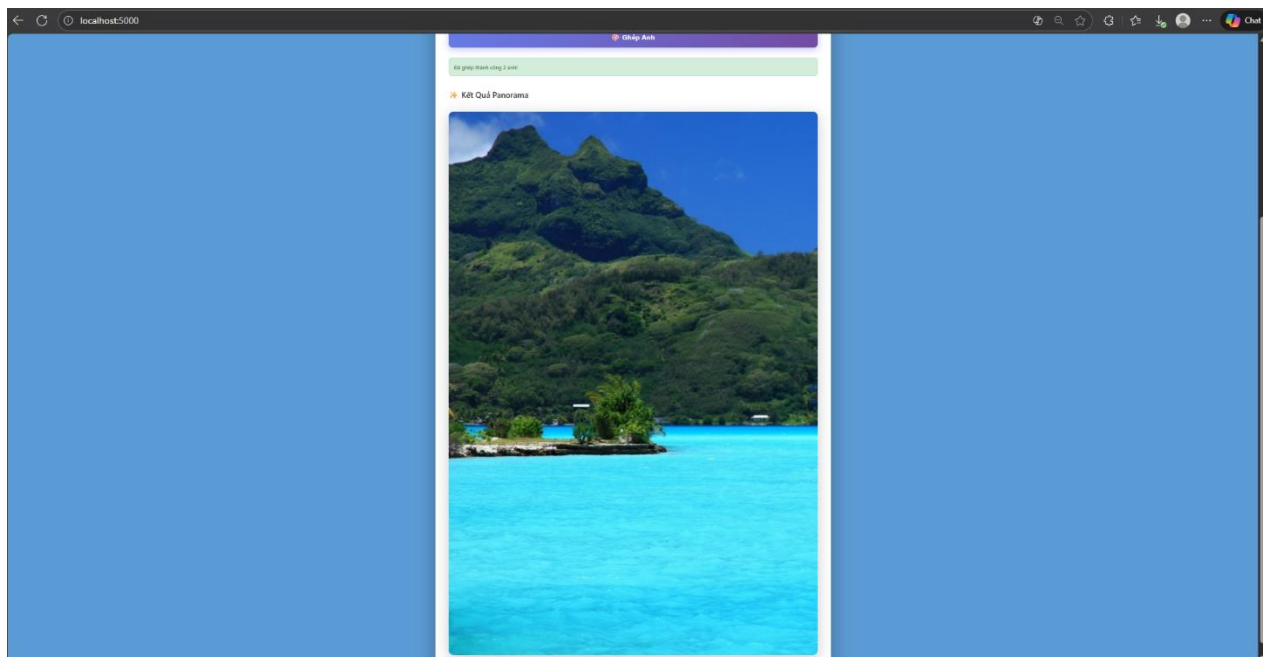 localhost:5000
Chat
Ghép Ảnh
Đã ghép thành công 2 ảnh!
Kết Quả Panorama